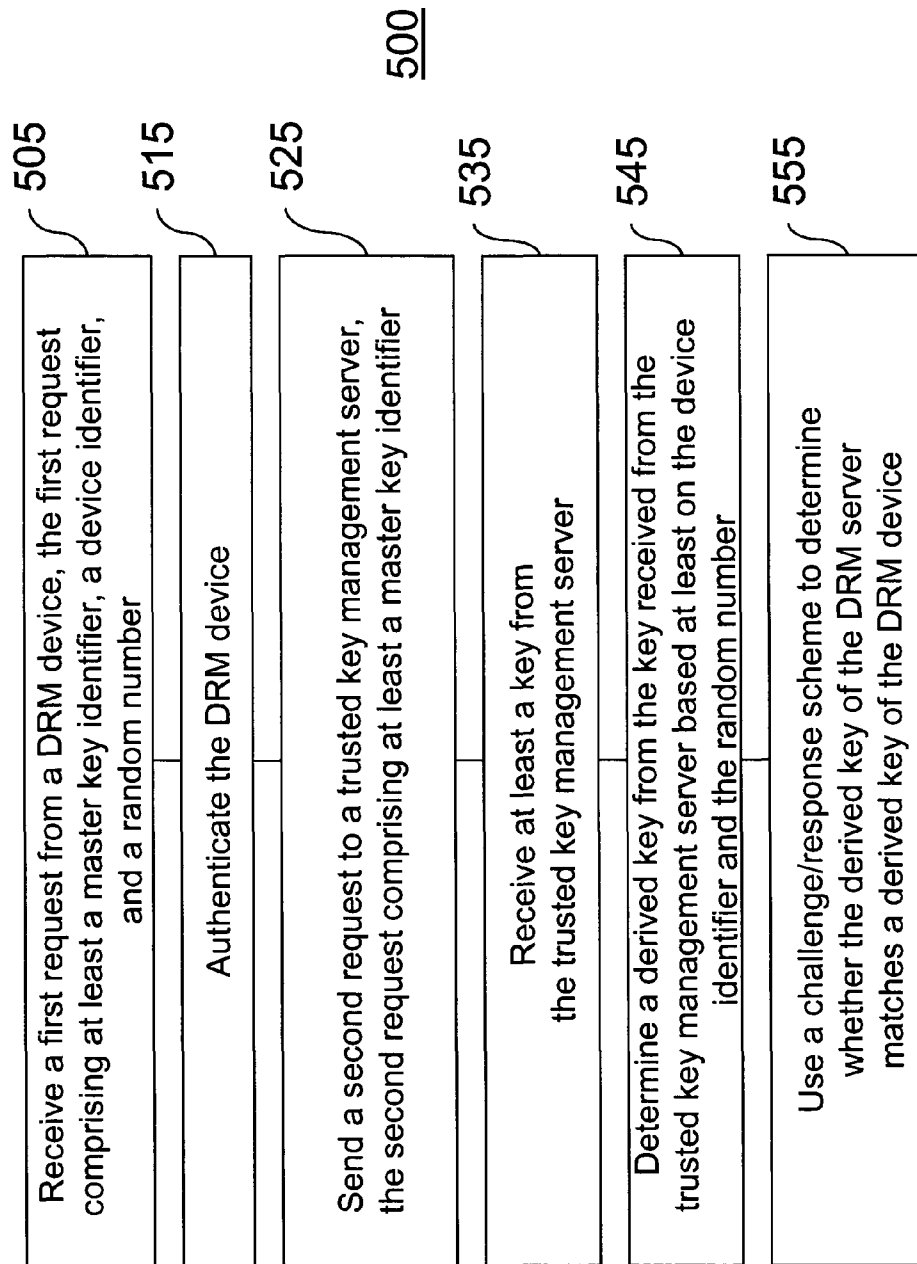 Receive a first request from a DRM device, the first request
comprising at least a master key identifier, a device identifier,
and a random number
505
Authenticate the DRM device
515
Send a second request to a trusted key management server,
the second request comprising at least a master key identifier
525
Receive at least a key from
the trusted key management server
535
Determine a derived key from the key received from the
trusted key management server based at least on the device
identifier and the random number
545
Use a challenge/response scheme to determine
whether the derived key of the DRM server
matches a derived key of the DRM device
555
500